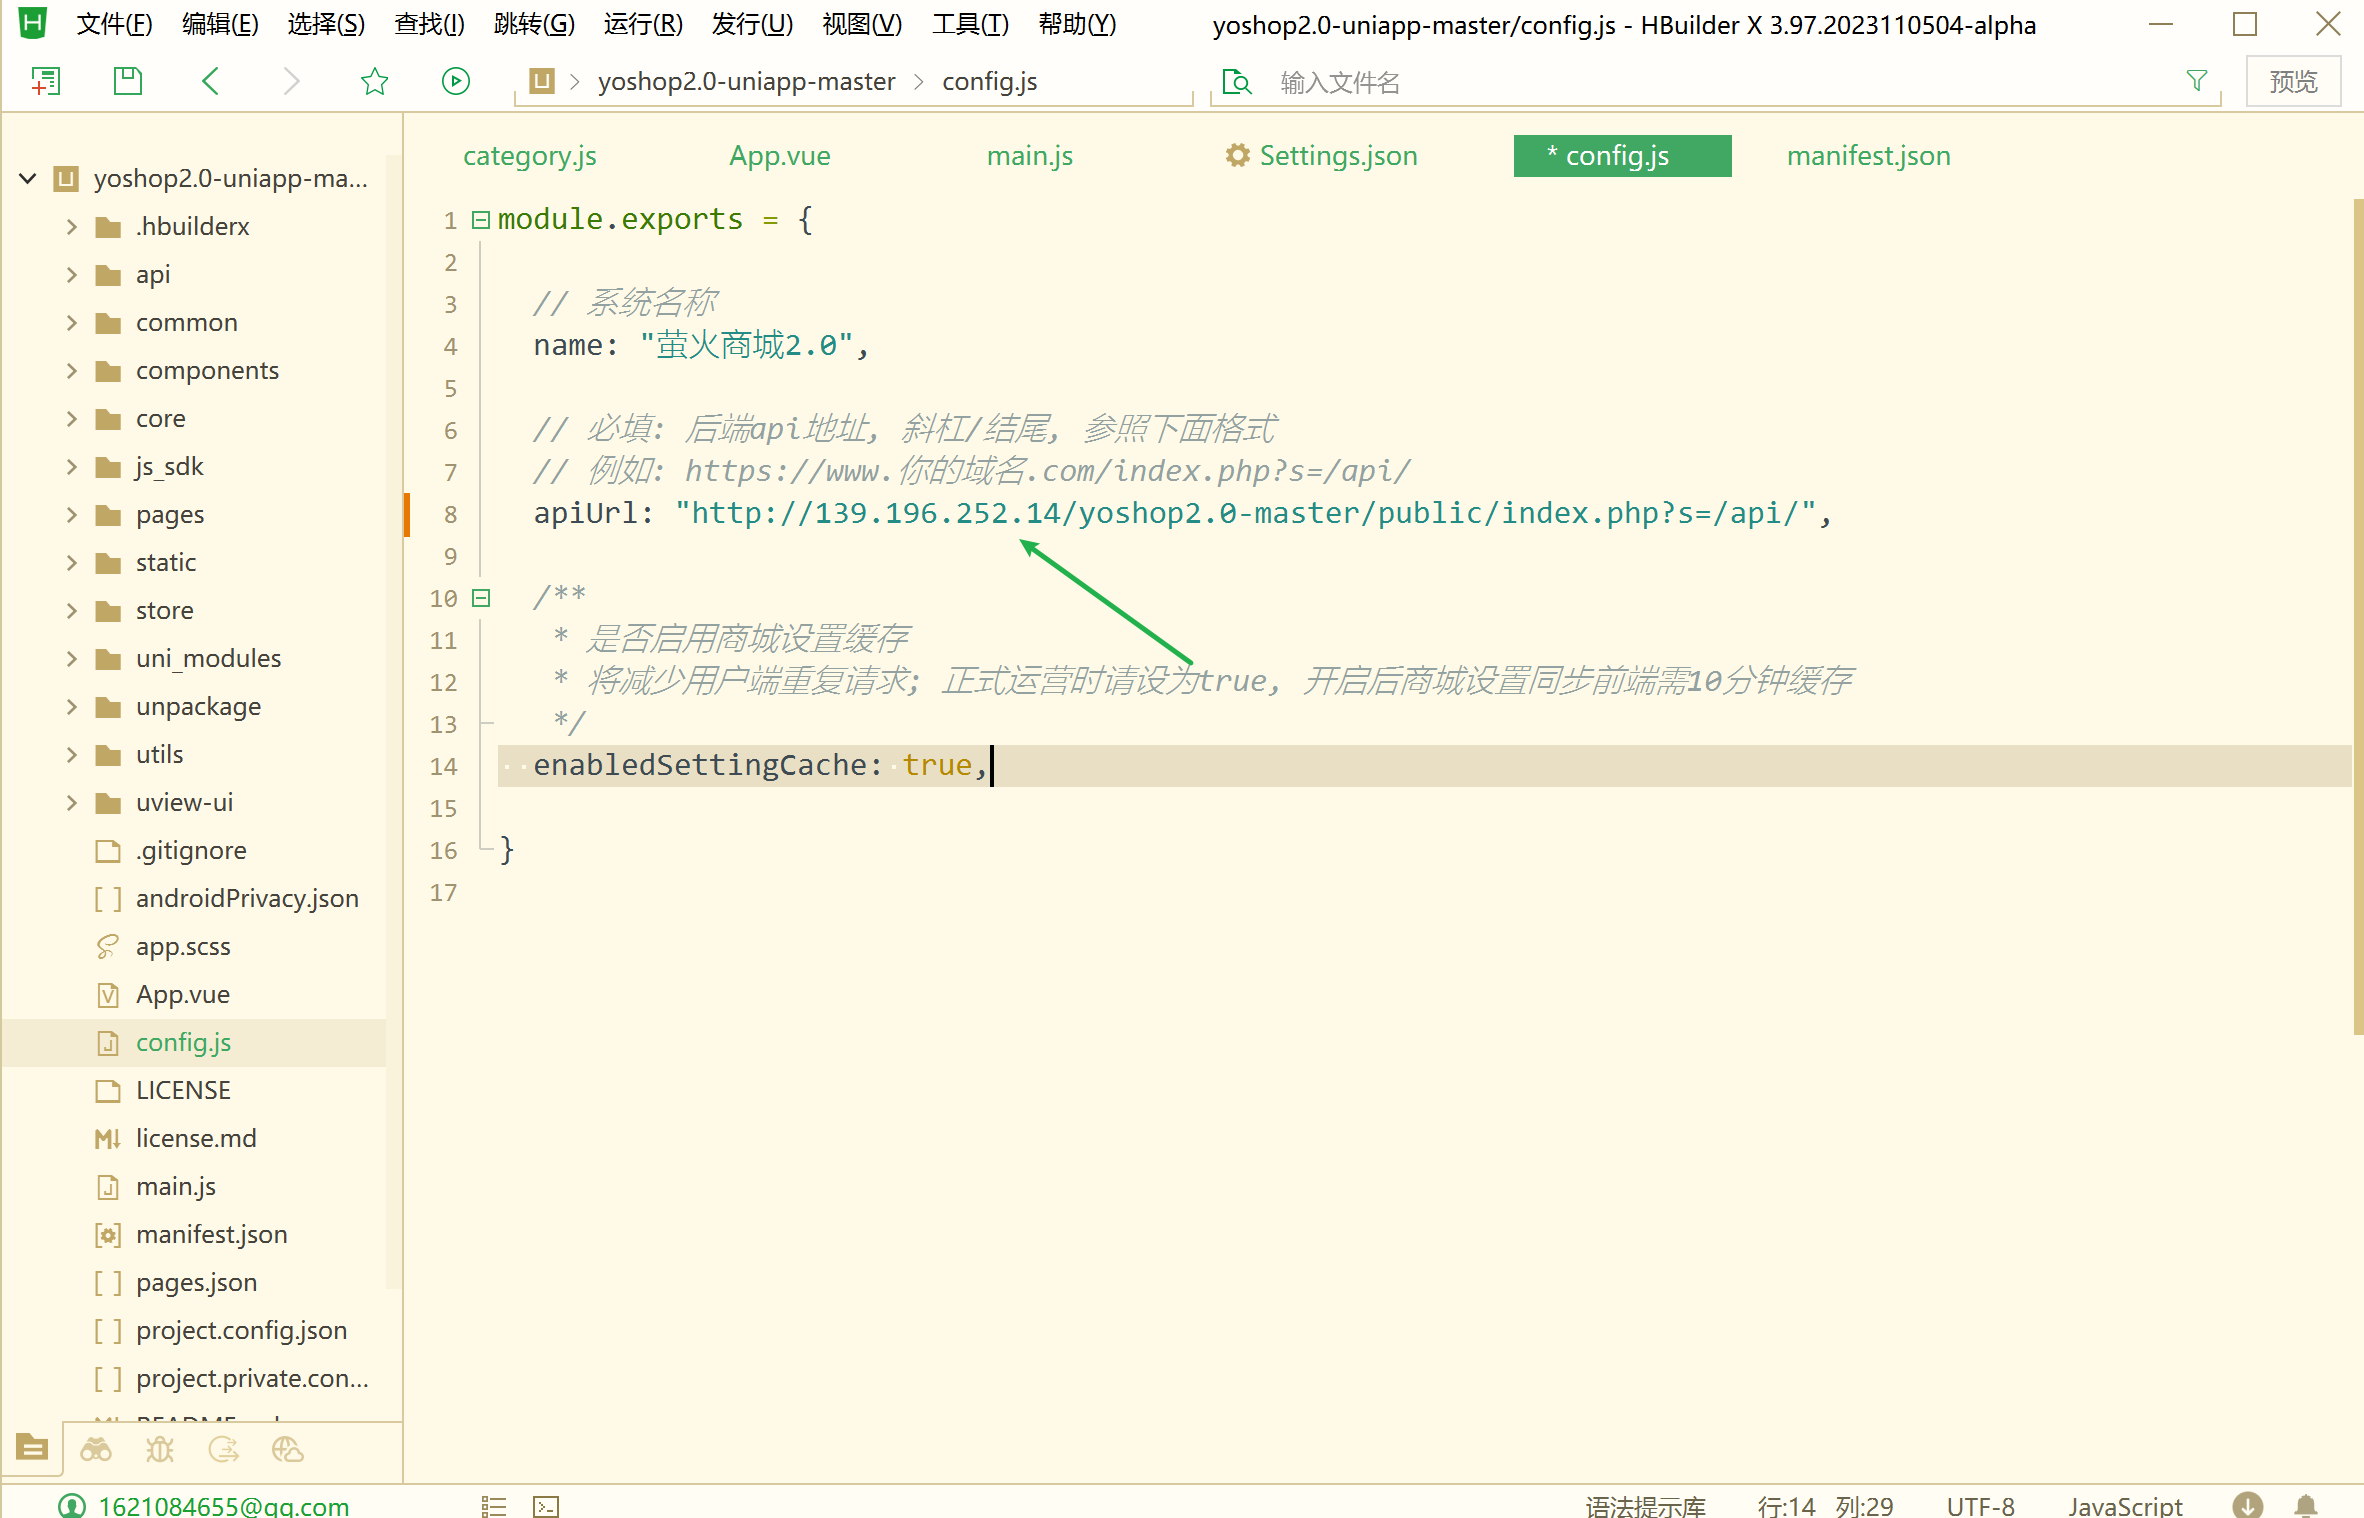 文件(F) 编辑(E) 选择(S) 查找(I) 跳转(G) 运行(R) 发行(U) 视图(V) 工具(T) 帮助(Y) yoshop2.0-uniapp-master/config.js - HBuilder X 3.97.2023110504-alpha
yoshop2.0-uniapp-master config.js 输入文件名 预览
category.js App.vue main.js Settings.json * config.js manifest.json
yoshop2.0-uniapp-ma...
.hbuilderx
api
common
components
core
js_sdk
pages
static
store
uni_modules
unpackage
utils
uview-ui
.gitignore
androidPrivacy.json
app.scss
App.vue
config.js
LICENSE
license.md
main.js
manifest.json
pages.json
project.config.json
project.private.con...
1 module.exports = {
2
3 // 系统名称
4 name: "萤火商城2.0",
5
6 // 必填: 后端api地址, 斜杠/结尾, 参照下面格式
7 // 例如: https://www.你的域名.com/index.php?s=/api/
8 apiUrl: "http://139.196.252.14/yoshop2.0-master/public/index.php?s=/api/",
9
10 /**
11 * 是否启用商城设置缓存
12 * 将减少用户端重复请求; 正式运营时请设为true, 开启后商城设置同步前端需10分钟缓存
13 */
14 enabledSettingCache: true,
15
16 }
17
1621084655@qq.com 语法提示库 行:14 列:29 UTF-8 JavaScript